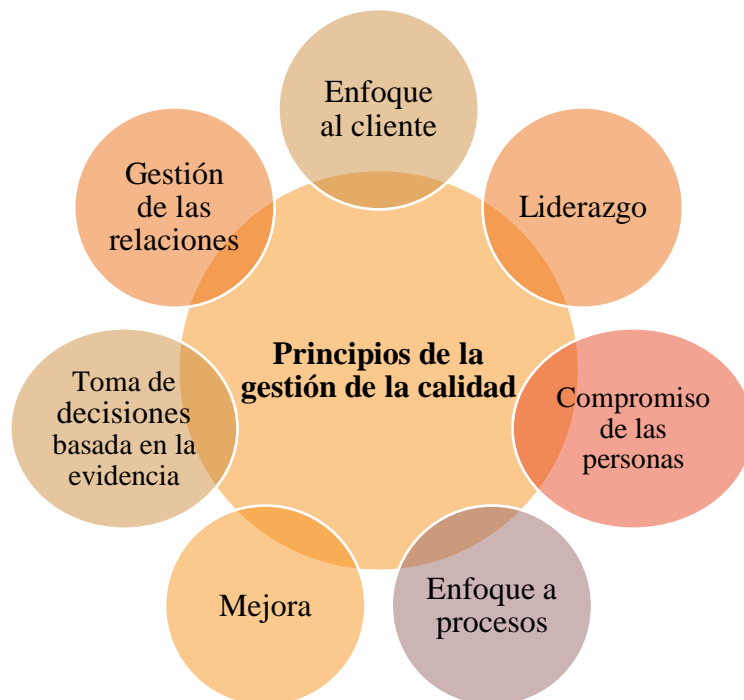 Enfoque
al cliente
Liderazgo
Compromiso
de las
personas
Enfoque a
procesos
Mejora
Toma de
decisiones
basada en la
evidencia
Gestión
de las
relaciones
Principios de la
gestión de la calidad